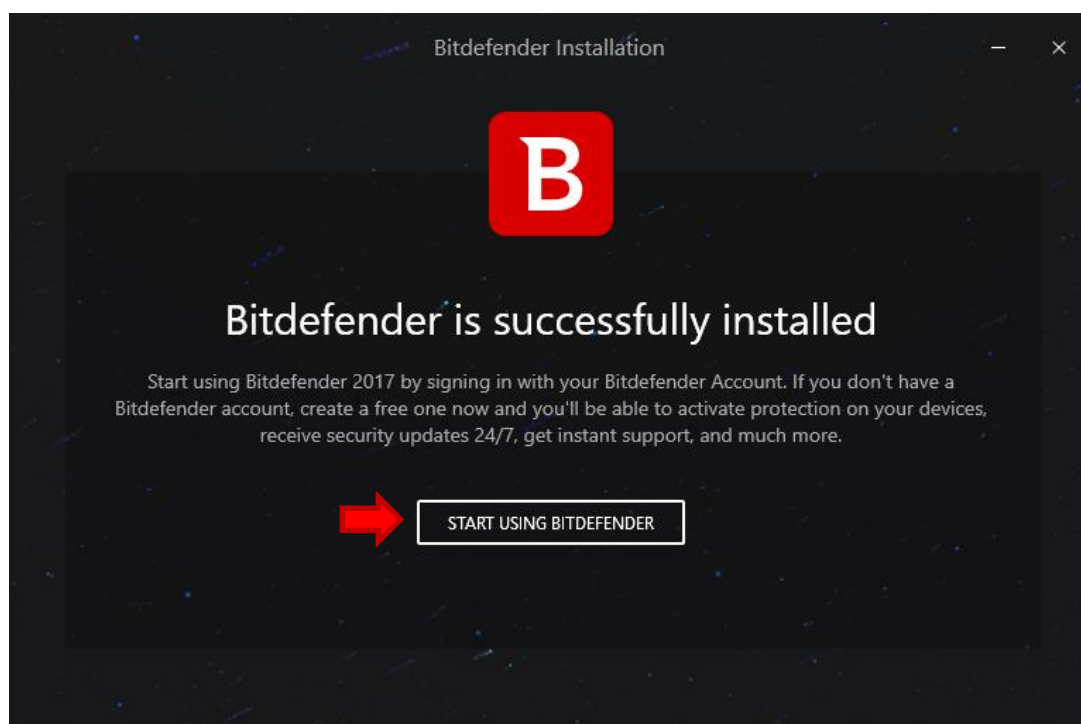 Bitdefender Installation
B
Bitdefender is successfully installed
Start using Bitdefender 2017 by signing in with your Bitdefender Account. If you don't have a
Bitdefender account, create a free one now and you'll be able to activate protection on your devices,
receive security updates 24/7, get instant support, and much more.
START USING BITDEFENDER